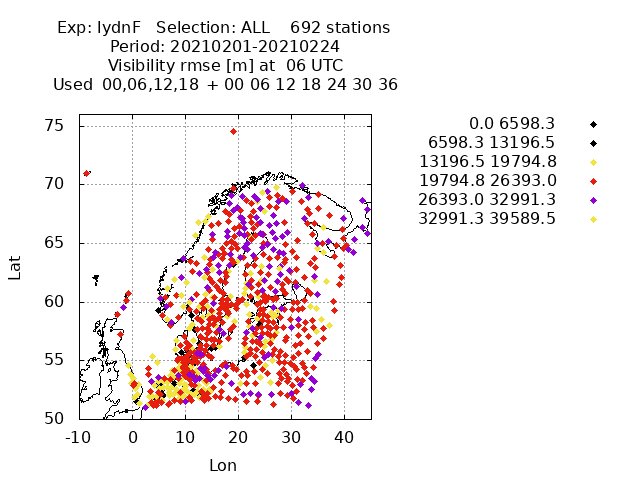 Exp: IydnF   Selection: ALL    692 stations
Period: 20210201-20210224
Visibility rmse [m] at  06 UTC
Used  00,06,12,18  + 00 06 12 18 24 30 36
0.0 6598.3
6598.3 13196.5
13196.5 19794.8
19794.8 26393.0
26393.0 32991.3
32991.3 39589.5
75
70
65
60
55
50
Lat
-10 0 10 20 30 40
Lon